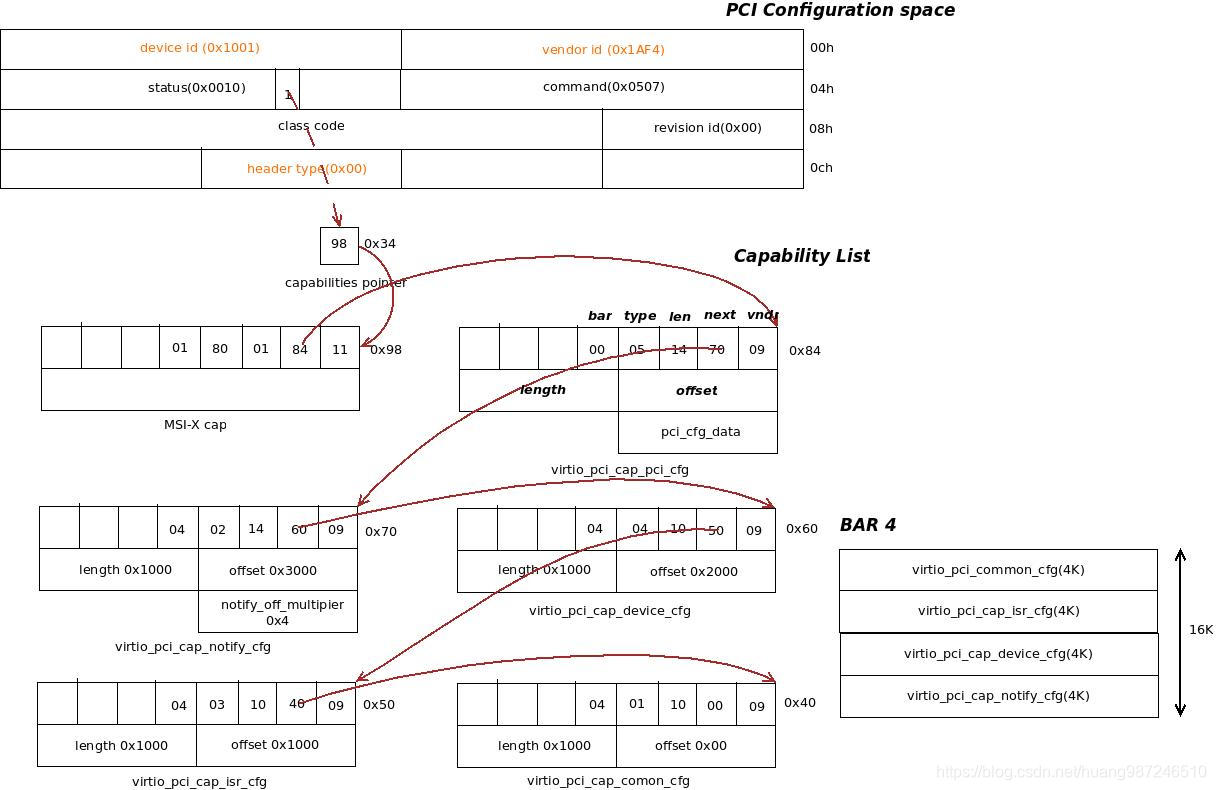 PCI Configuration space
device id (0x1001) vendor id (0x1AF4) 00h
status(0x0010) 1 command(0x0507) 04h
class code revision id(0x00) 08h
header type(0x00) 0ch
98 0x34
capabilities pointer
Capability List
bar type len next vndr
01 80 01 84 11 0x98
00 05 14 70 09 0x84
length offset
MSI-X cap
pci_cfg_data
virtio_pci_cap_pci_cfg
04 02 14 60 09 0x70
04 04 10 50 09 0x60
BAR 4
length 0x1000 offset 0x3000
length 0x1000 offset 0x2000
virtio_pci_common_cfg(4K)
notify_off_multipier
0x4
virtio_pci_cap_device_cfg
virtio_pci_cap_isr_cfg(4K)
16K
virtio_pci_cap_notify_cfg
virtio_pci_cap_device_cfg(4K)
virtio_pci_cap_notify_cfg(4K)
04 03 10 40 09 0x50
04 01 10 00 09 0x40
length 0x1000 offset 0x1000
length 0x1000 offset 0x00
virtio_pci_cap_isr_cfg
virtio_pci_cap_comon_cfg
https://blog.csdn.net/huang987246510